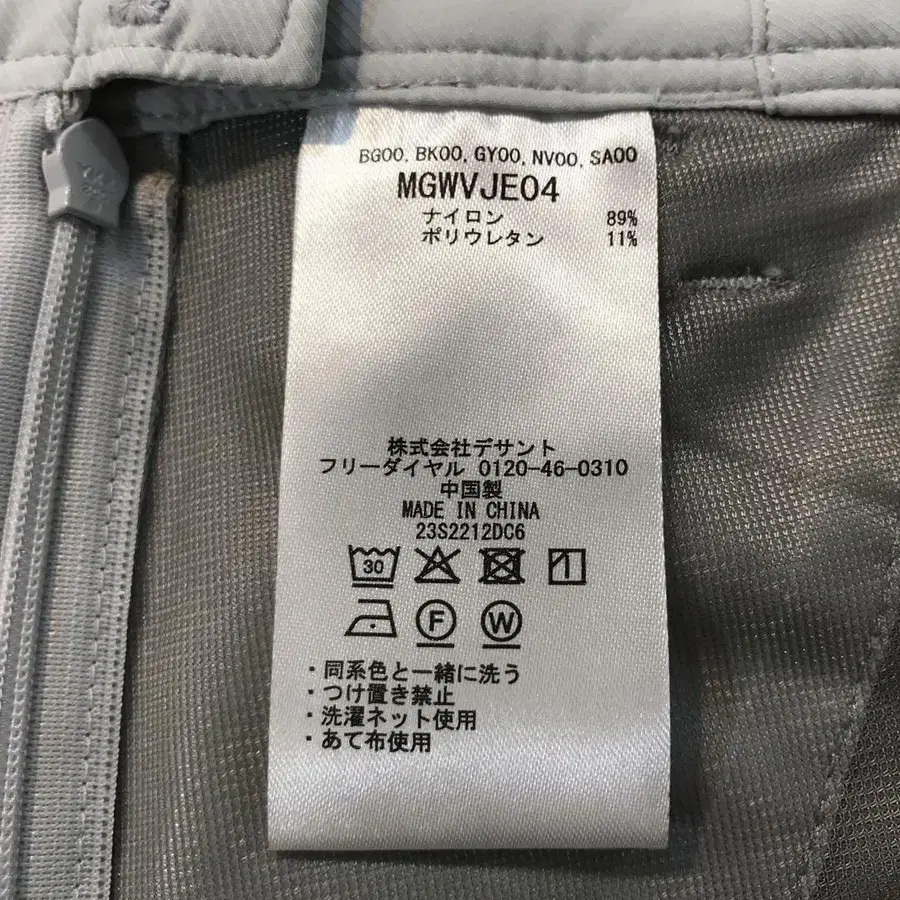 BG00, BK00, GY00, NV00, SA00
MGWVJE04
ナイロン 89%
ポリウレタン 11%
株式会社デサント
フリーダイヤル 0120-46-0310
中国製
MADE IN CHINA
23S2212DC6
30
F W
・同系色と一緒に洗う
・つけ置き禁止
・洗濯ネット使用
・あて布使用